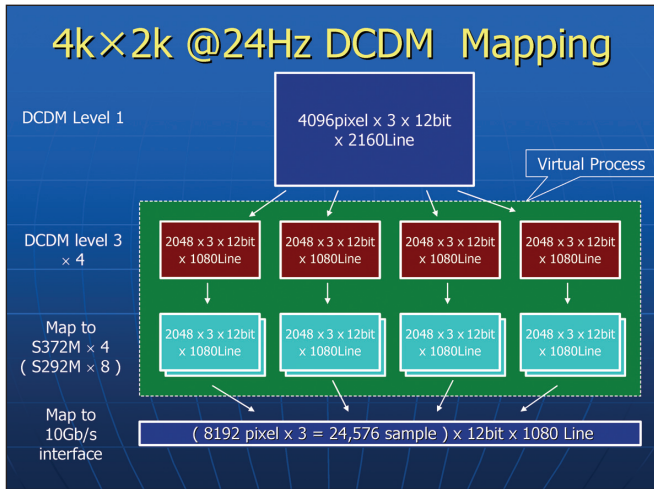 4k×2k @24Hz DCDM Mapping
DCDM Level 1
4096pixel x 3 x 12bit
x 2160Line
Virtual Process
DCDM level 3
× 4
2048 x 3 x 12bit
x 1080Line
2048 x 3 x 12bit
x 1080Line
2048 x 3 x 12bit
x 1080Line
2048 x 3 x 12bit
x 1080Line
Map to
S372M × 4
( S292M × 8 )
2048 x 3 x 12bit
x 1080Line
2048 x 3 x 12bit
x 1080Line
2048 x 3 x 12bit
x 1080Line
2048 x 3 x 12bit
x 1080Line
Map to
10Gb/s
interface
( 8192 pixel x 3 = 24,576 sample ) x 12bit x 1080 Line